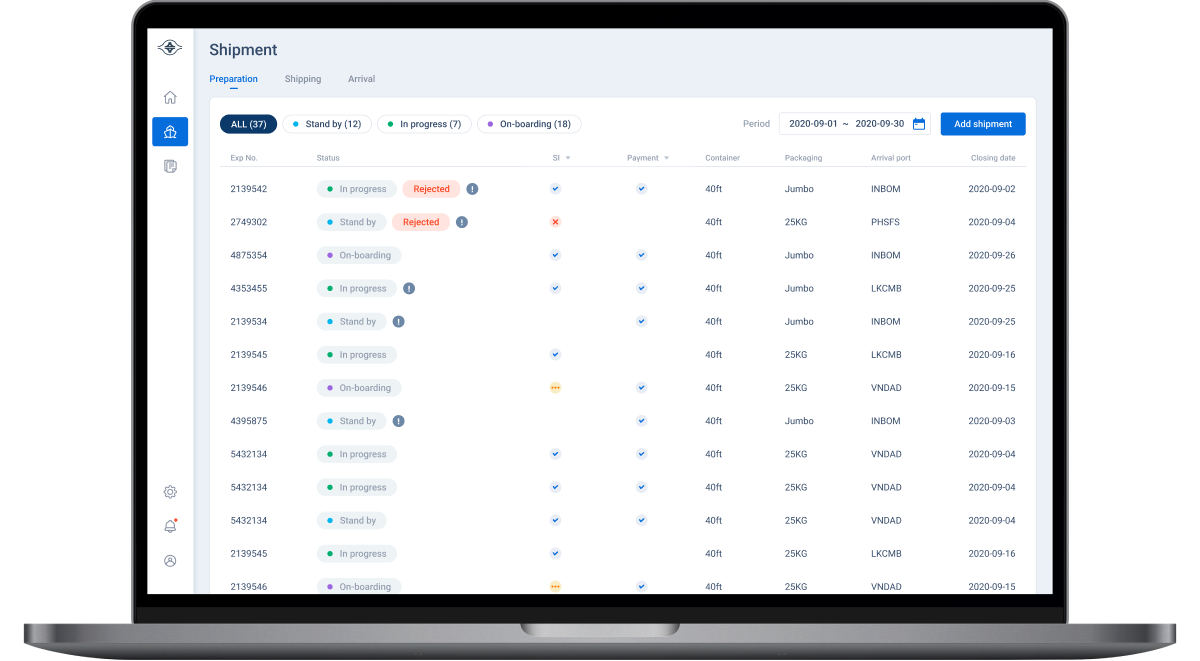 Shipment
Preparation Shipping Arrival
ALL (37) Stand by (12) In progress (7) On-boarding (18) Period 2020-09-01 ~ 2020-09-30 Add shipment
Exp No. Status SI Payment Container Packaging Arrival port Closing date
2139542 In progress Rejected ! 40ft Jumbo INBOM 2020-09-02
2749302 Stand by Rejected ! 40ft 25KG PHSFS 2020-09-04
4875354 On-boarding 40ft Jumbo INBOM 2020-09-26
4353455 In progress ! 40ft Jumbo LKCMB 2020-09-25
2139534 Stand by ! 40ft Jumbo INBOM 2020-09-25
2139545 In progress 40ft 25KG LKCMB 2020-09-16
2139546 On-boarding 40ft 25KG VNDAD 2020-09-15
4395875 Stand by ! 40ft Jumbo INBOM 2020-09-03
5432134 In progress 40ft 25KG VNDAD 2020-09-04
5432134 In progress 40ft 25KG VNDAD 2020-09-04
5432134 Stand by 40ft 25KG VNDAD 2020-09-04
2139545 In progress 40ft 25KG LKCMB 2020-09-16
2139546 On-boarding 40ft 25KG VNDAD 2020-09-15